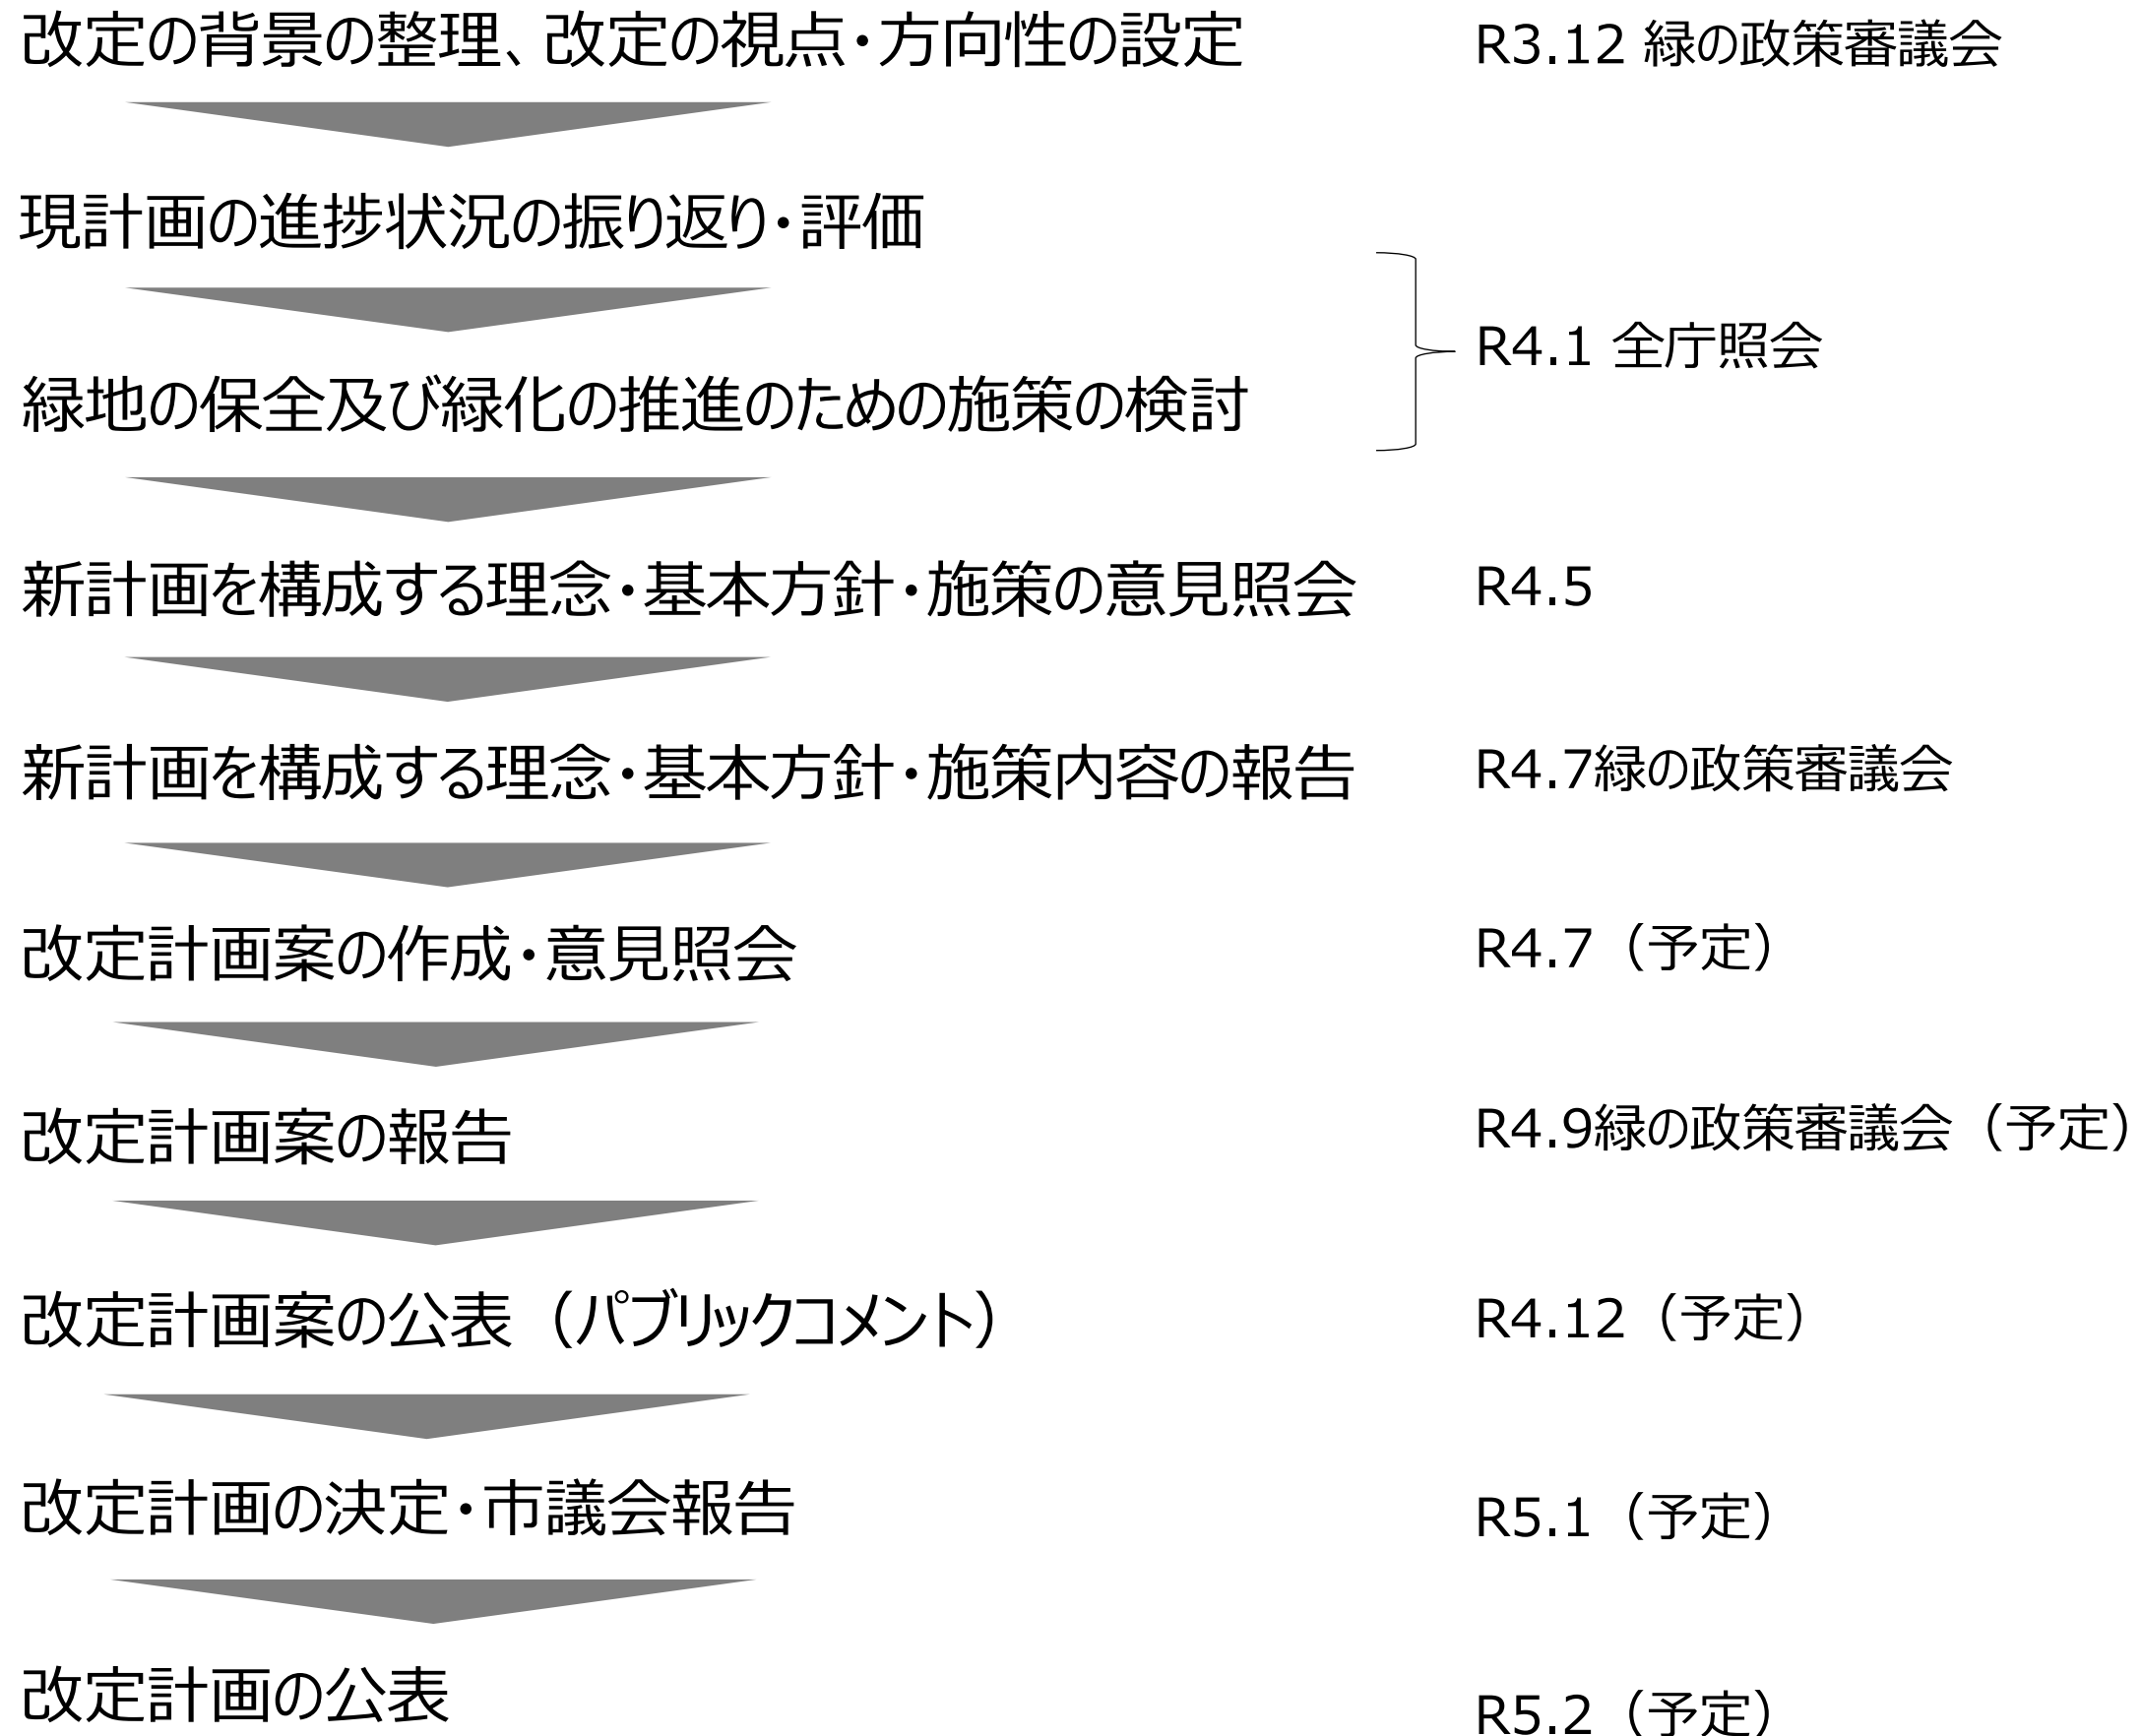 改定の背景の整理、改定の視点・方向性の設定
R3.12 緑の政策審議会
現計画の進捗状況の振り返り・評価
R4.1 全庁照会
緑地の保全及び緑化の推進のための施策の検討
新計画を構成する理念・基本方針・施策の意見照会
R4.5
新計画を構成する理念・基本方針・施策内容の報告
R4.7緑の政策審議会
改定計画案の作成・意見照会
R4.7（予定）
改定計画案の報告
R4.9緑の政策審議会（予定）
改定計画案の公表（パブリックコメント）
R4.12（予定）
改定計画の決定・市議会報告
R5.1（予定）
改定計画の公表
R5.2（予定）